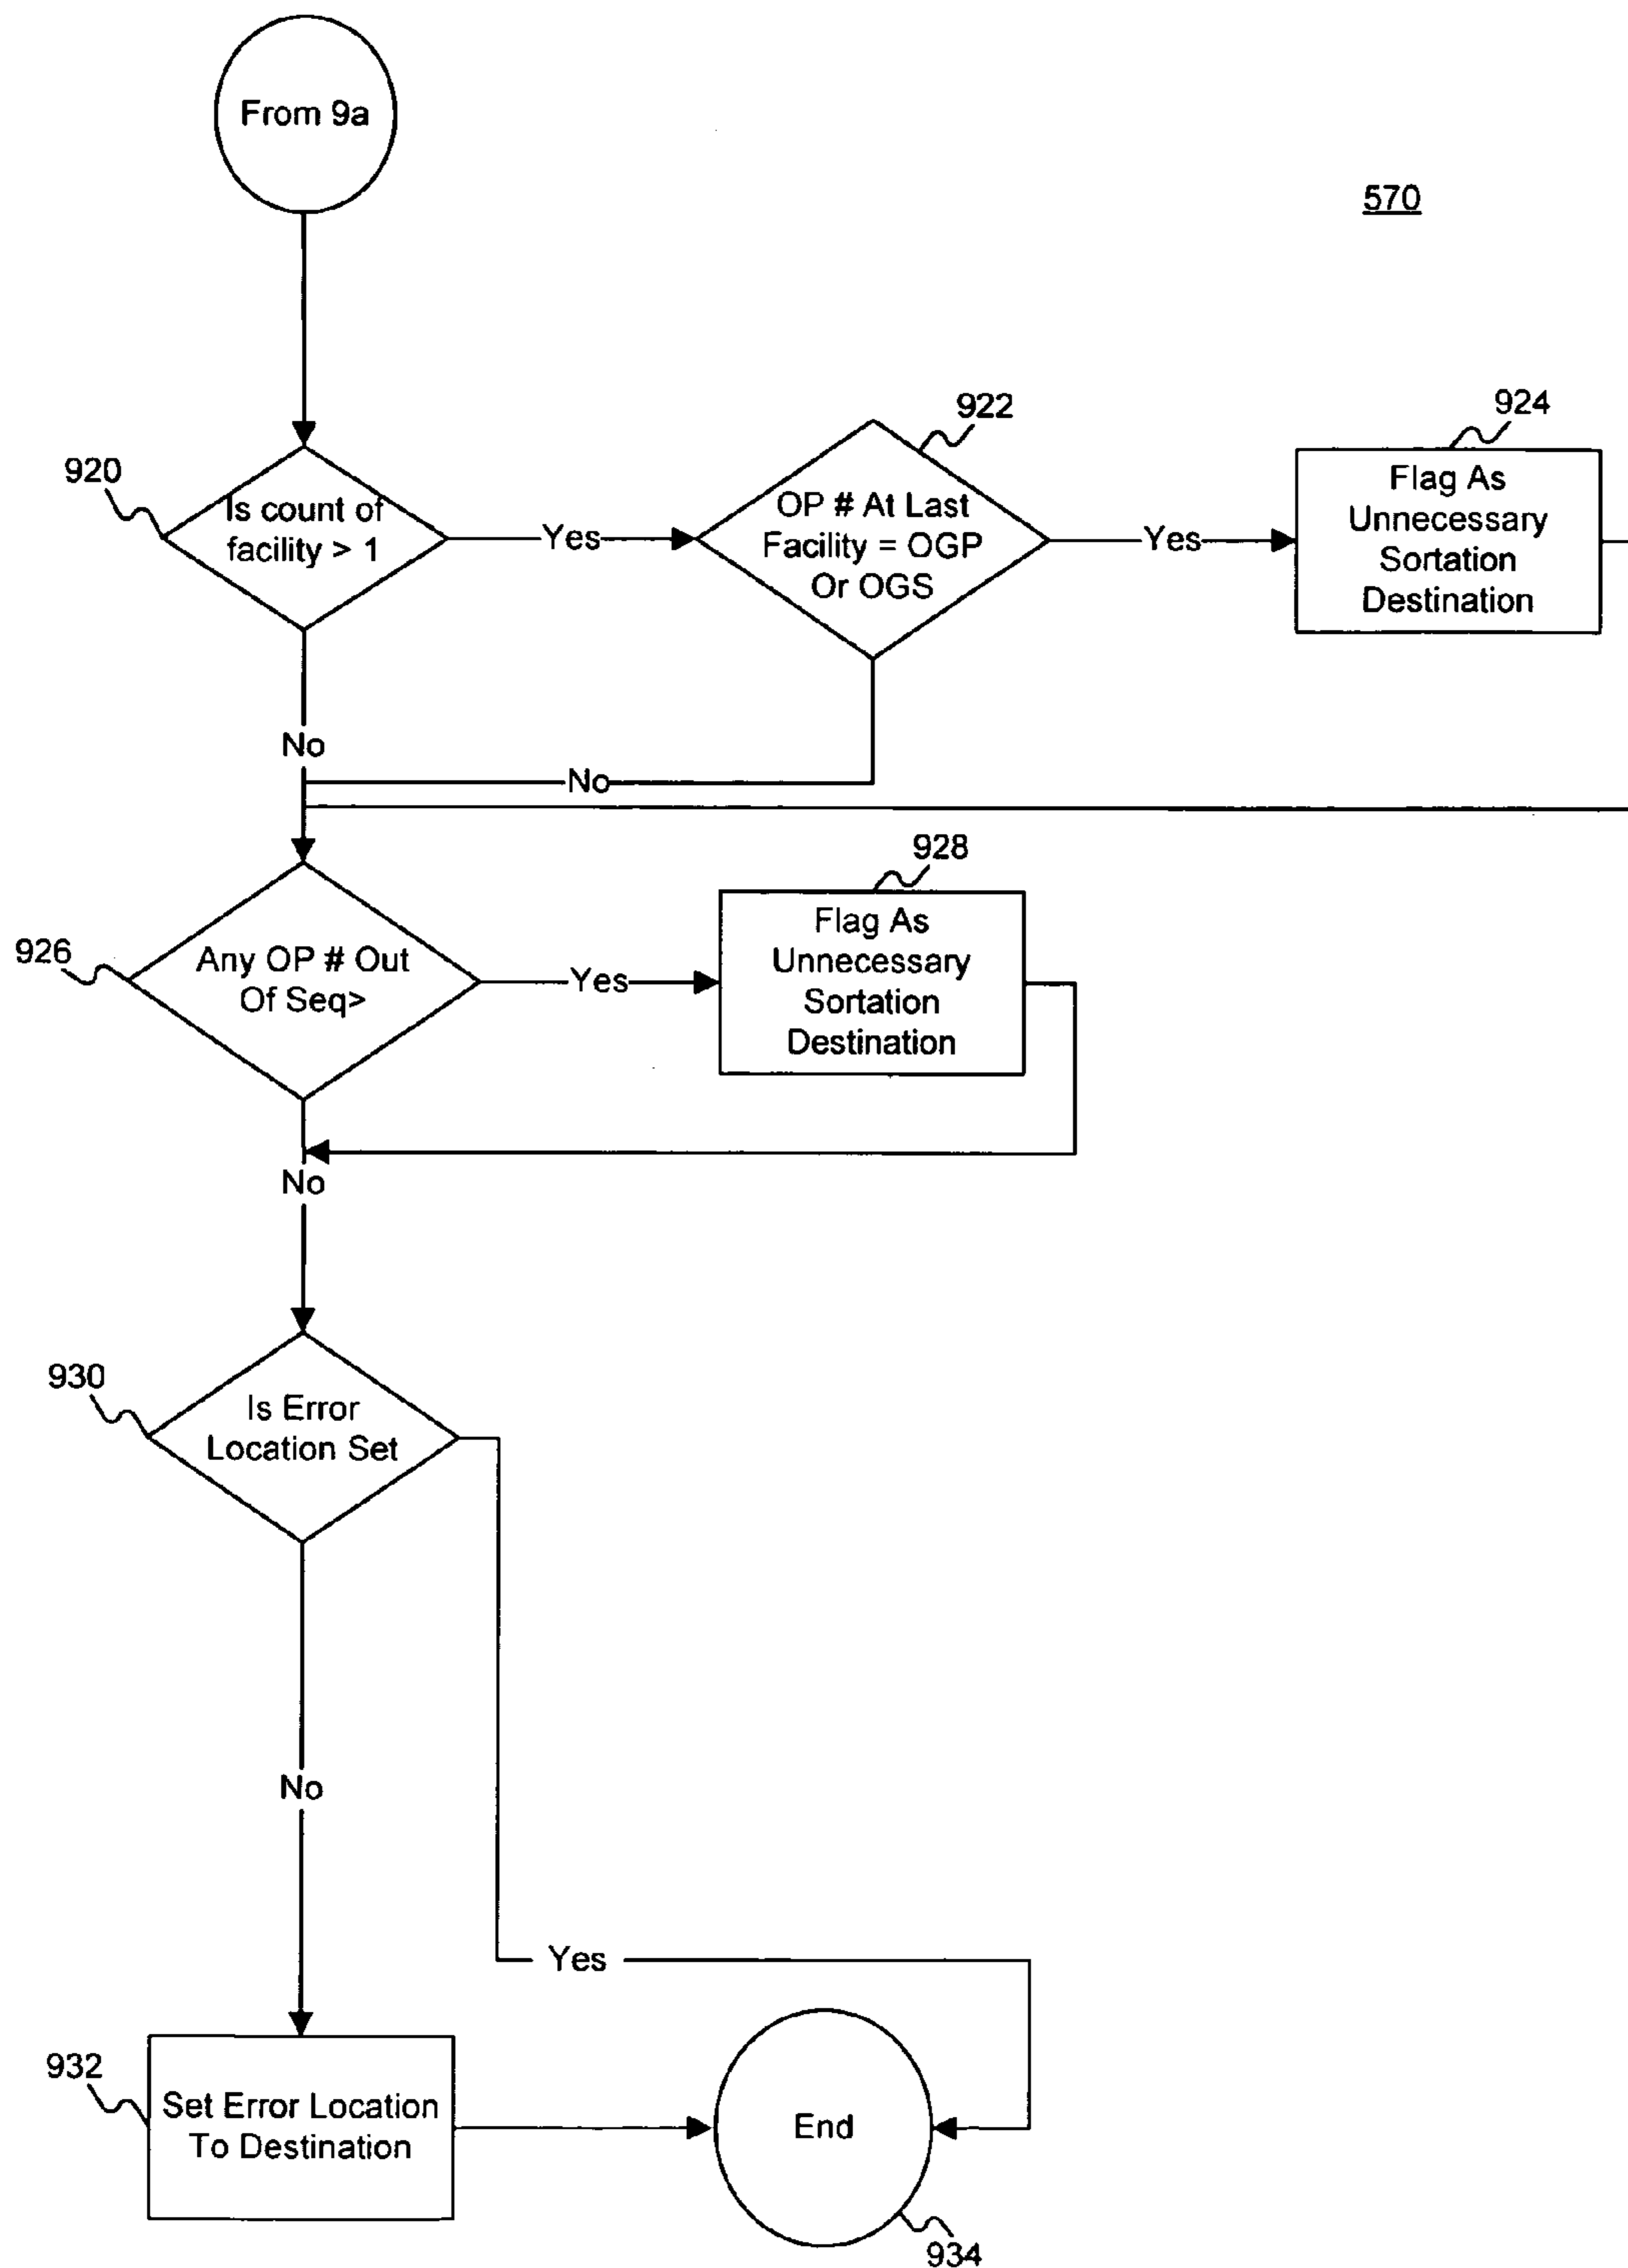 From 9a
570
920
Is count of
facility > 1
Yes
922
OP # At Last
Facility = OGP
Or OGS
Yes
924
Flag As
Unnecessary
Sortation
Destination
No
No
926
Any OP # Out
Of Seq>
Yes
928
Flag As
Unnecessary
Sortation
Destination
No
930
Is Error
Location Set
No
Yes
932
Set Error Location
To Destination
End
934